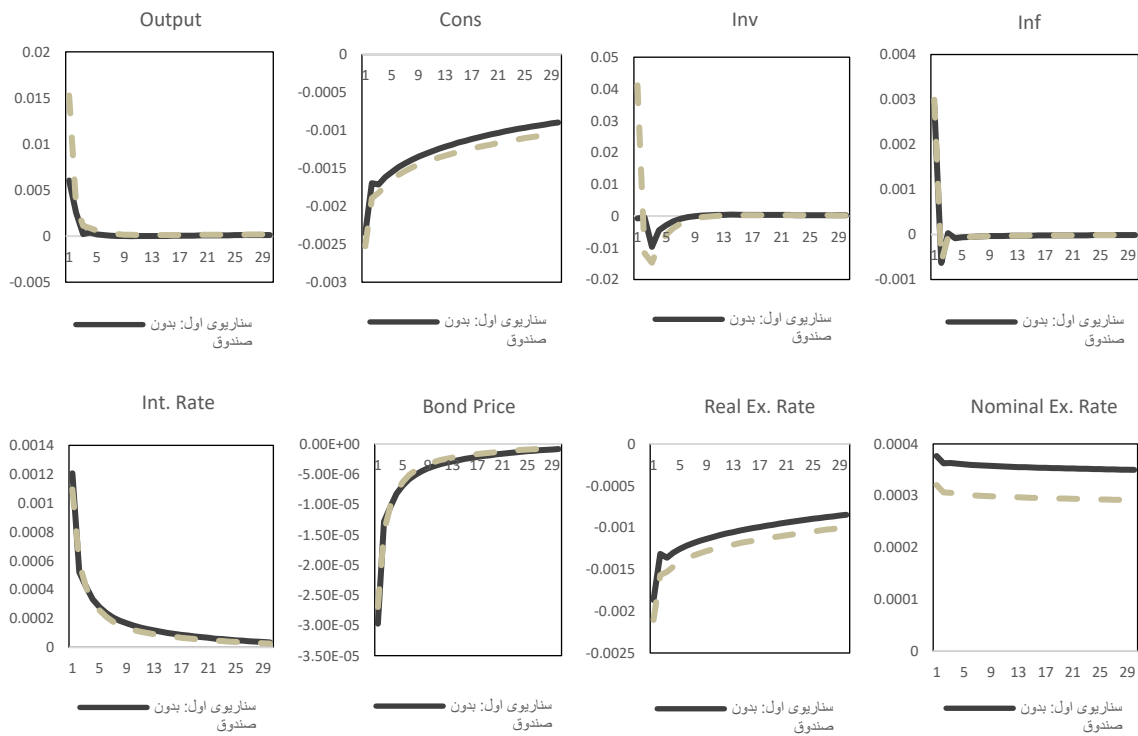 Output
0.02
0.015
0.01
0.005
0
-0.005
1 5 9 13 17 21 25 29
سناریوی اول: بدون
صندوق
Cons
0
-0.0005
-0.001
-0.0015
-0.002
-0.0025
-0.003
1 5 9 13 17 21 25 29
سناریوی اول: بدون
صندوق
Inv
0.05
0.04
0.03
0.02
0.01
0
-0.01
-0.02
1 5 9 13 17 21 25 29
سناریوی اول: بدون
صندوق
Inf
0.004
0.003
0.002
0.001
0
-0.001
1 5 9 13 17 21 25 29
سناریوی اول: بدون
صندوق
Int. Rate
0.0014
0.0012
0.001
0.0008
0.0006
0.0004
0.0002
0
1 5 9 13 17 21 25 29
سناریوی اول: بدون
صندوق
Bond Price
0.00E+00
-5.00E-06
-1.00E-05
-1.50E-05
-2.00E-05
-2.50E-05
-3.00E-05
-3.50E-05
1 5 9 13 17 21 25 29
سناریوی اول: بدون
صندوق
Real Ex. Rate
0
-0.0005
-0.001
-0.0015
-0.002
-0.0025
1 5 9 13 17 21 25 29
سناریوی اول: بدون
صندوق
Nominal Ex. Rate
0.0004
0.0003
0.0002
0.0001
0
1 5 9 13 17 21 25 29
سناریوی اول: بدون
صندوق